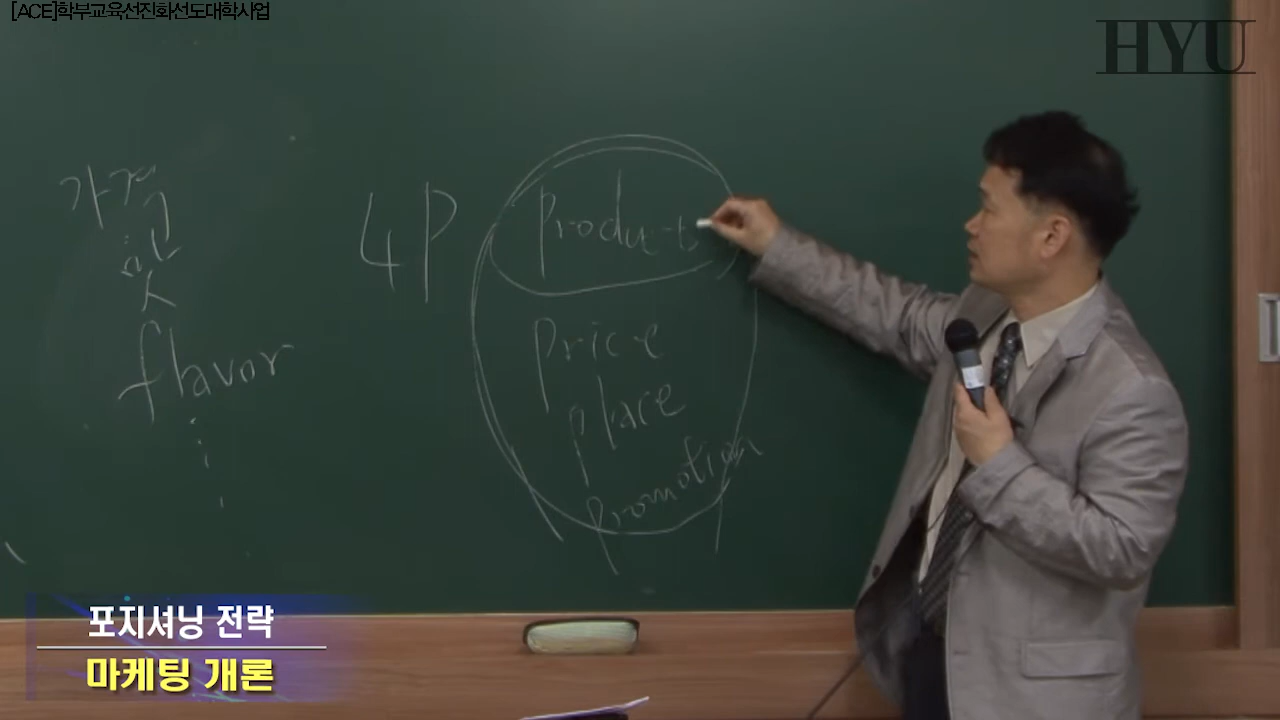 [ACE]학부교육선진화선도대학사업
HYU
가격
맛
flavor
4P
product
price
place
promotion
포지셔닝 전략
마케팅 개론